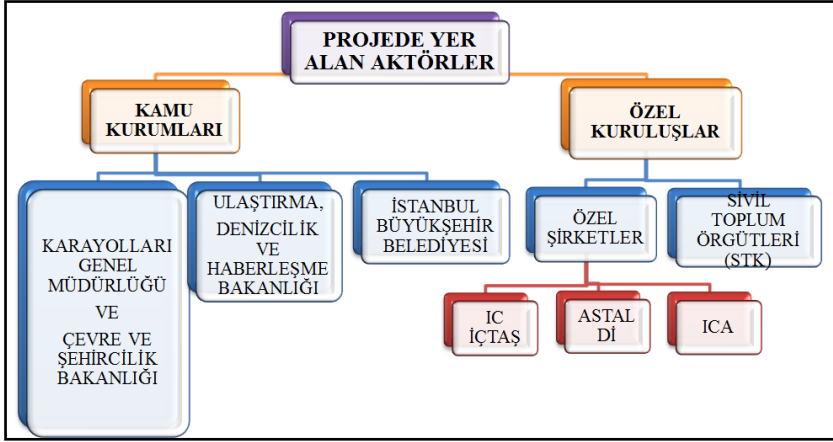 PROJEDE YER
ALAN AKTÖRLER
KAMU
KURUMLARI
ÖZEL
KURULUŞLAR
KARAYOLLARI
GENEL
MÜDÜRLÜĞÜ
VE
ÇEVRE VE
ŞEHİRCİLİK
BAKANLIĞI
ULAŞTIRMA,
DENİZCİLİK
VE
HABERLEŞME
BAKANLIĞI
İSTANBUL
BÜYÜKŞEHİR
BELEDİYESİ
ÖZEL
ŞİRKETLER
SİVİL
TOPLUM
ÖRGÜTLERİ
(STK)
IC
İÇTAŞ
ASTAL
Dİ
ICA